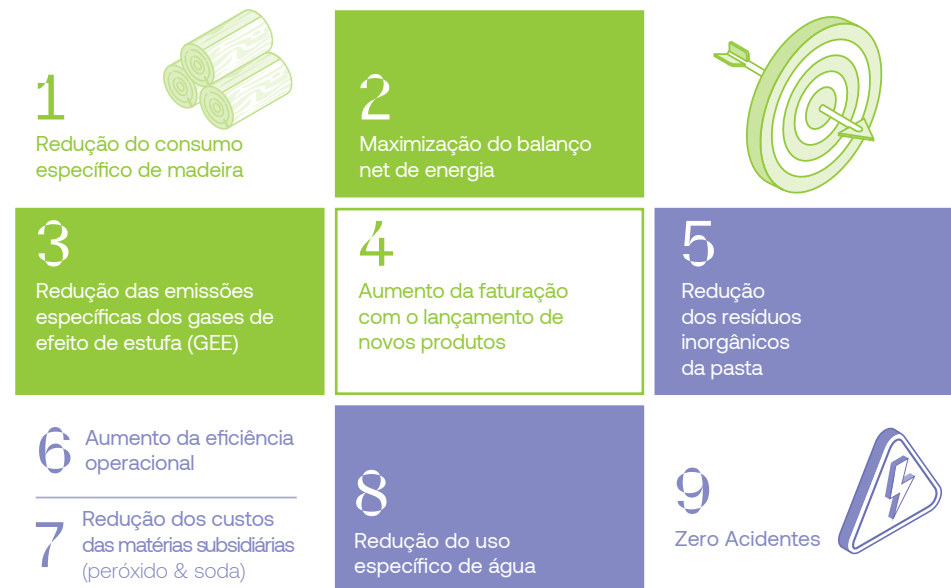 1
Redução do consumo
específico de madeira
2
Maximização do balanço
net de energia
3
Redução das emissões
específicas dos gases de
efeito de estufa (GEE)
4
Aumento da faturação
com o lançamento de
novos produtos
5
Redução
dos resíduos
inorgânicos
da pasta
6
Aumento da eficiência
operacional
7
Redução dos custos
das matérias subsidiárias
(peróxido & soda)
8
Redução do uso
específico de água
9
Zero Acidentes